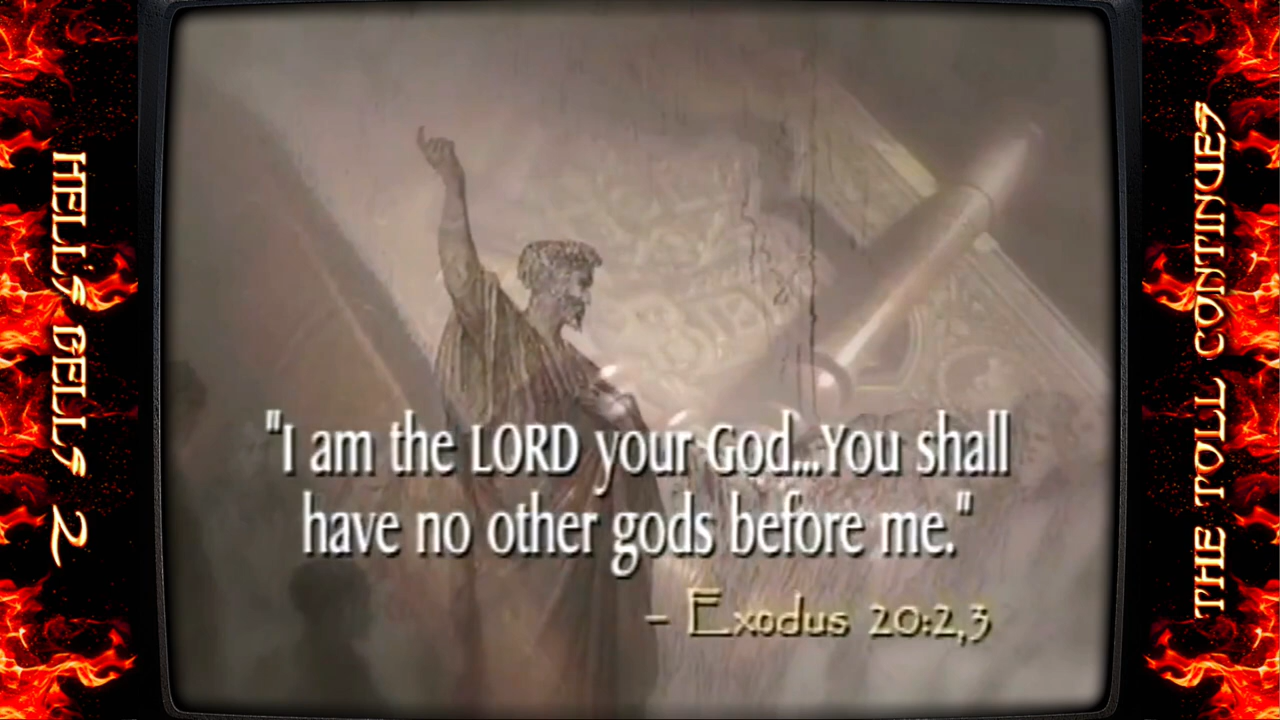 HELL'S BELLS 2
"I am the LORD your God...You shall
have no other gods before me."
– Exodus 20:2,3
THE TOLL CONTINUES